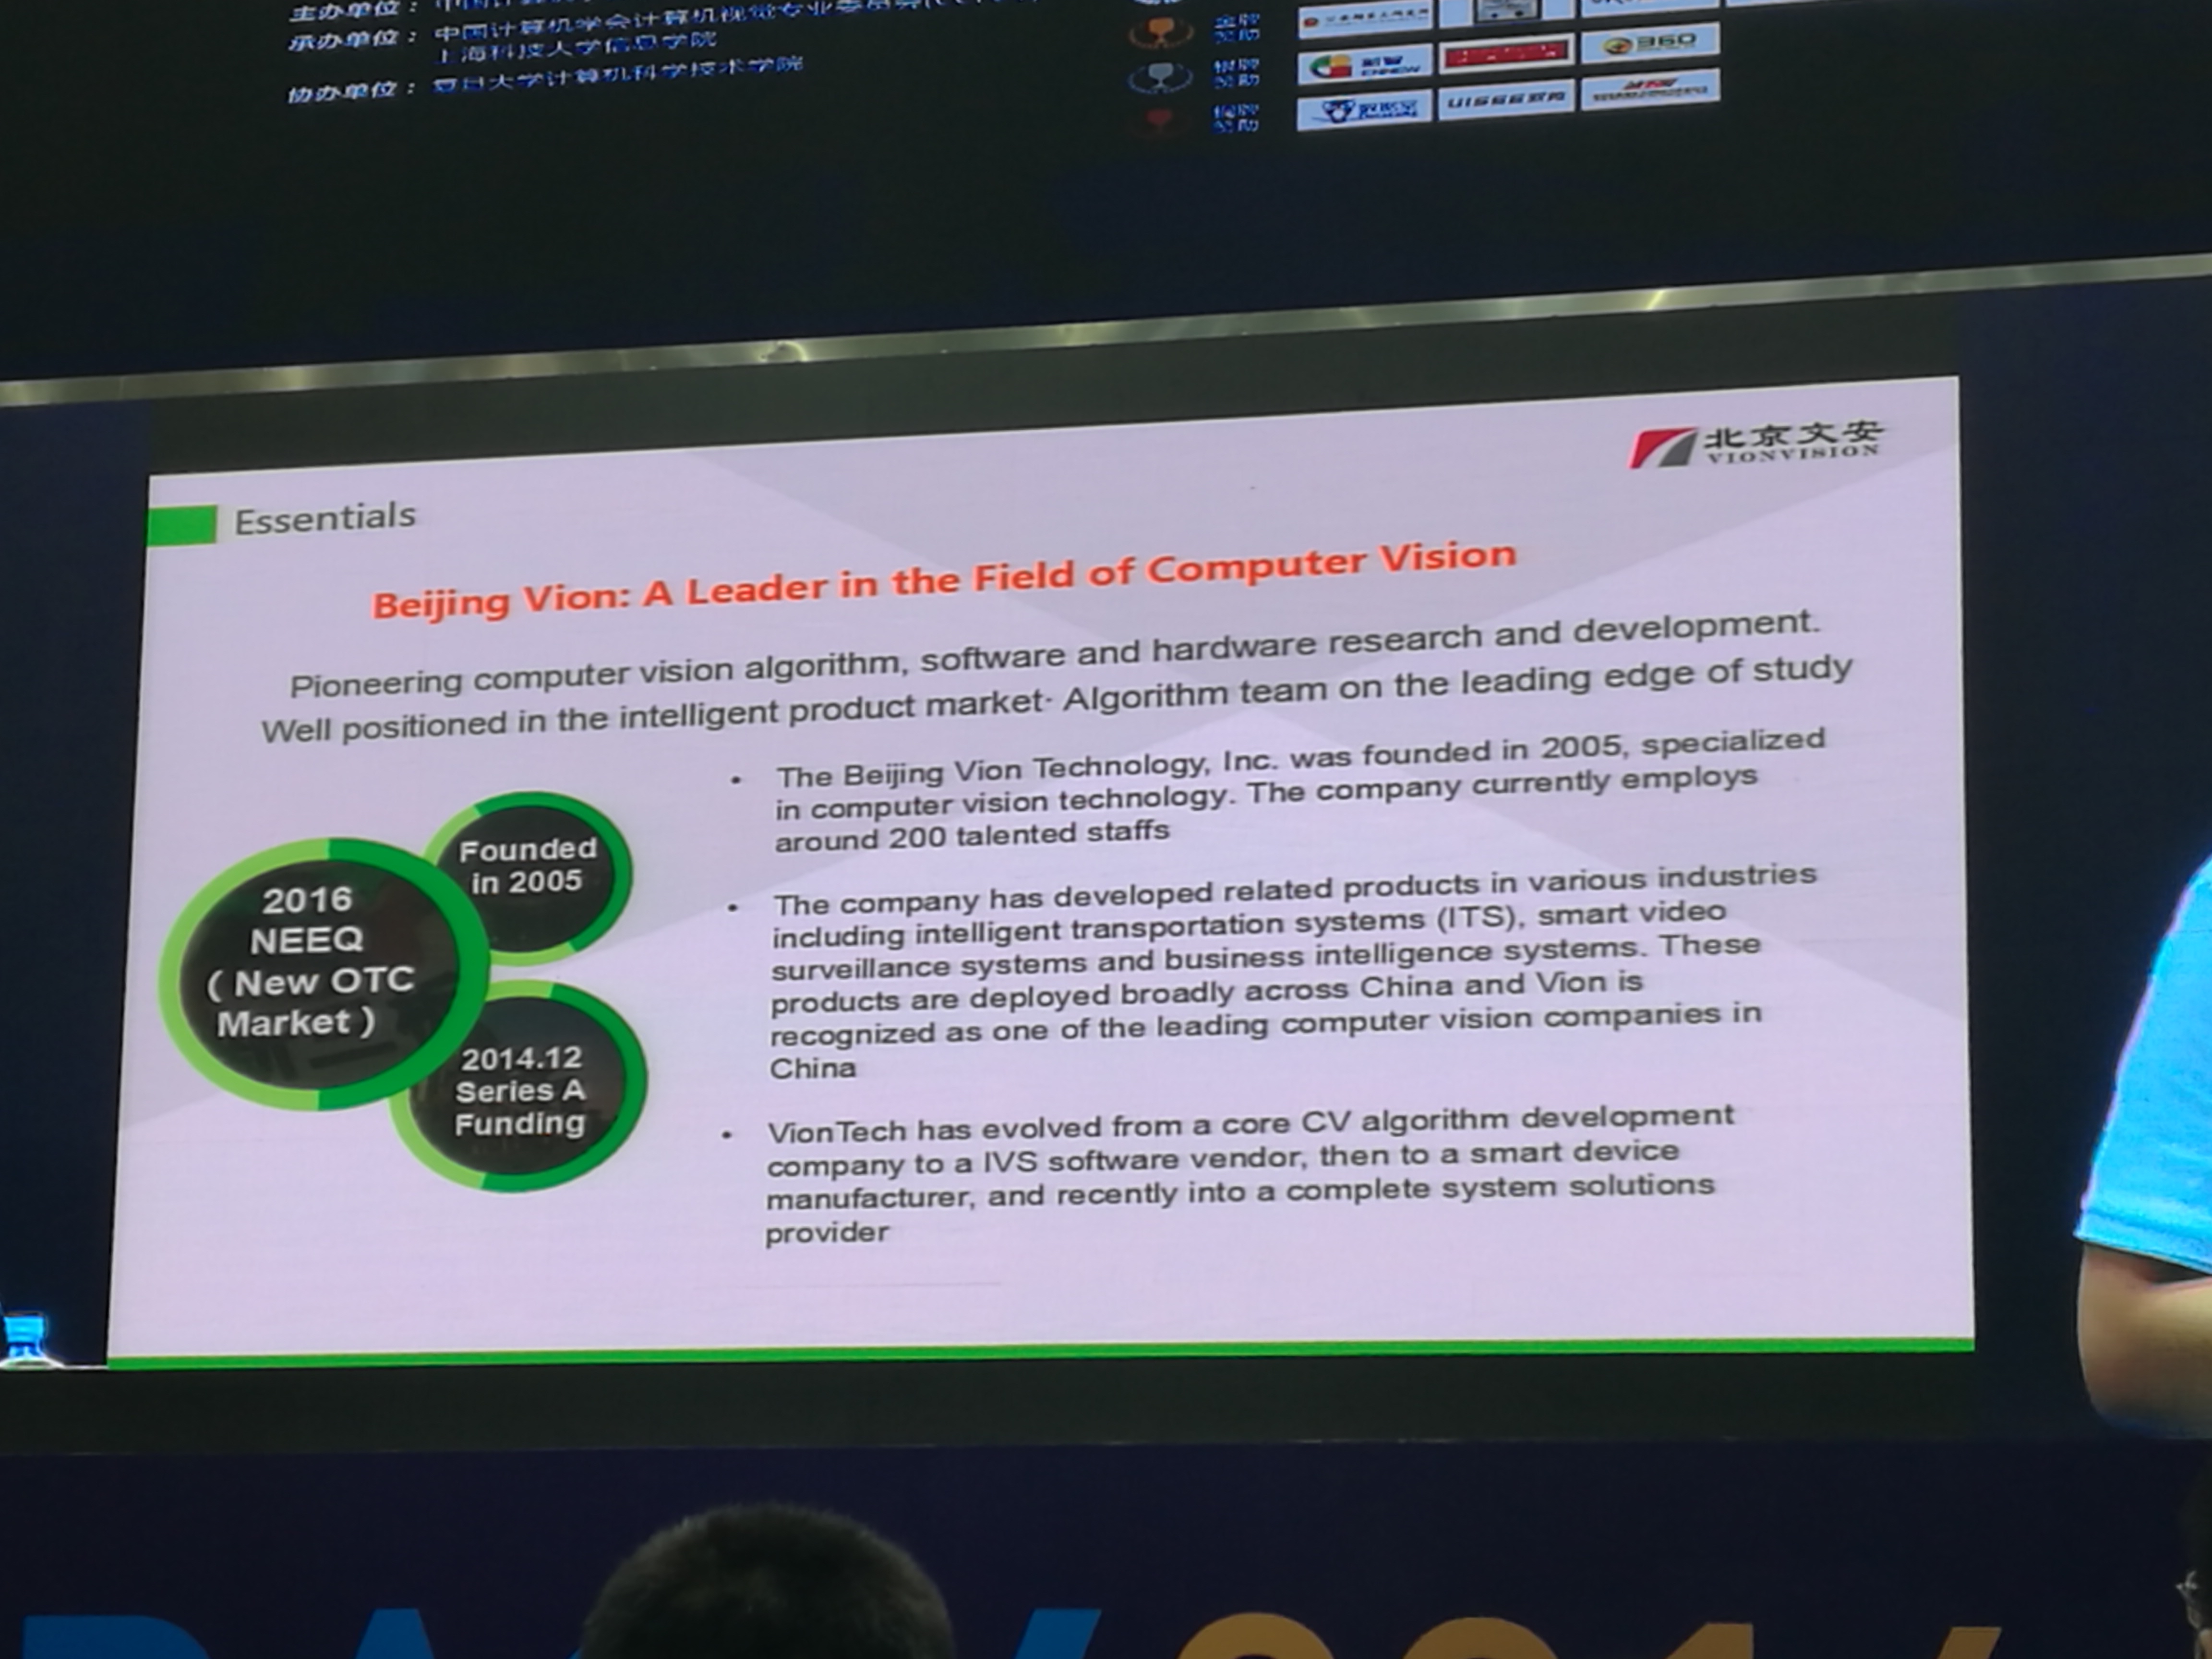 主办单位：
承办单位： 中国计算机学会计算机视觉专业委员会
上海科技大学信息学院
协办单位： 复旦大学计算机科学技术学院
金牌
赞助
银牌
赞助
铜牌
赞助
新智
ENNEW
360
UISEE驭势
北京文安
VIONVISION
Essentials
Beijing Vion: A Leader in the Field of Computer Vision
Pioneering computer vision algorithm, software and hardware research and development.
Well positioned in the intelligent product market· Algorithm team on the leading edge of study
Founded
in 2005
2016
NEEQ
( New OTC
Market )
2014.12
Series A
Funding
• The Beijing Vion Technology, Inc. was founded in 2005, specialized
in computer vision technology. The company currently employs
around 200 talented staffs
• The company has developed related products in various industries
including intelligent transportation systems (ITS), smart video
surveillance systems and business intelligence systems. These
products are deployed broadly across China and Vion is
recognized as one of the leading computer vision companies in
China
• VionTech has evolved from a core CV algorithm development
company to a IVS software vendor, then to a smart device
manufacturer, and recently into a complete system solutions
provider